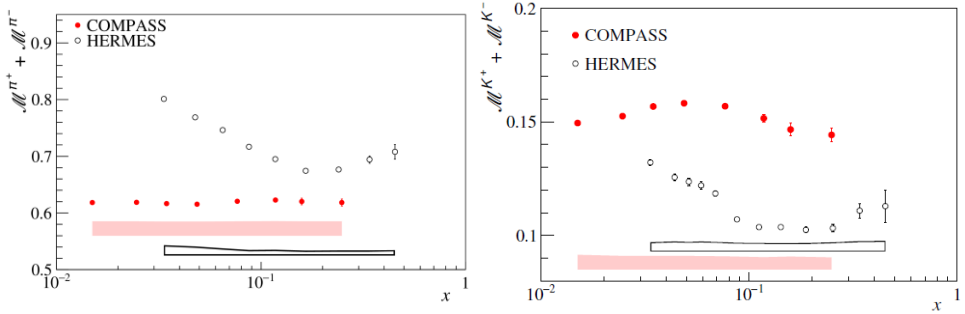 ℳ^π⁺ + ℳ^π⁻
COMPASS
HERMES
0.9
0.8
0.7
0.6
0.5
10⁻²
10⁻¹
1
x
ℳ^K⁺ + ℳ^K⁻
COMPASS
HERMES
0.2
0.15
0.1
10⁻²
10⁻¹
1
x